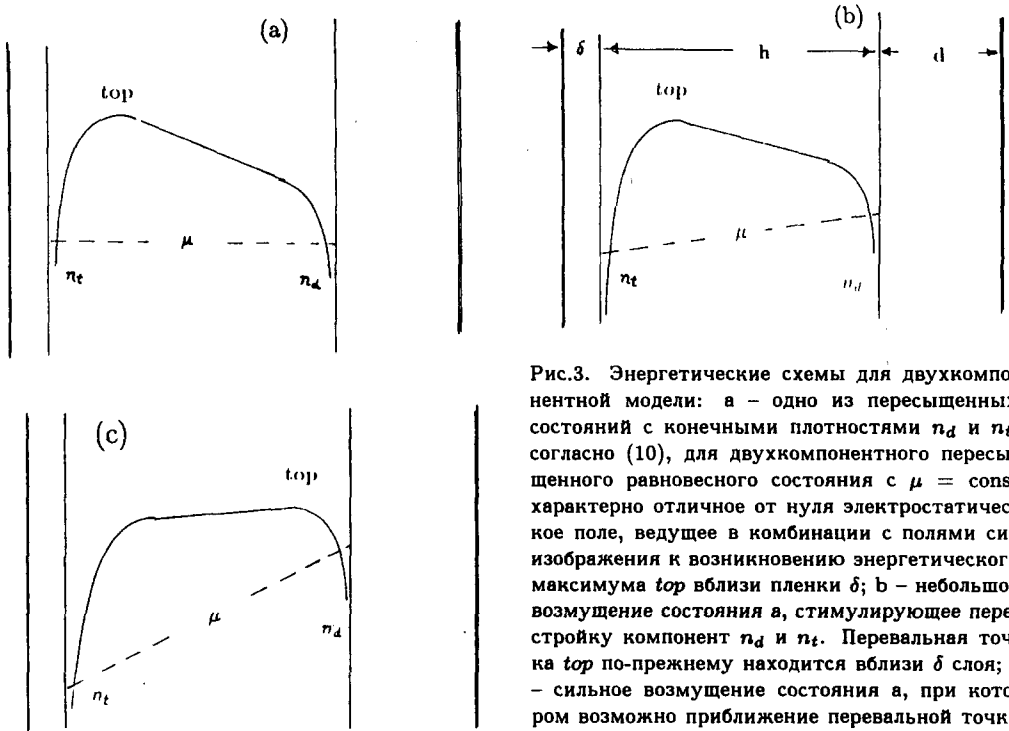 (a)
top
μ
n_t
n_d
(b)
δ
h
d
top
μ
n_t
n_d
(c)
top
μ
n_d
n_t
Рис.3. Энергетические схемы для двухкомпо-
нентной модели: а – одно из пересыщенны
состояний с конечными плотностями n_d и n_t
согласно (10), для двухкомпонентного пересы
щенного равновесного состояния с μ = cons
характерно отличное от нуля электростатичес
кое поле, ведущее в комбинации с полями си
изображения к возникновению энергетическог
максимума top вблизи пленки δ; b – небольшо
возмущение состояния а, стимулирующее пере
стройку компонент n_d и n_t. Перевальная точ
ка top по-прежнему находится вблизи δ слоя;
– сильное возмущение состояния а, при кото
ром возможно приближение перевальной точк